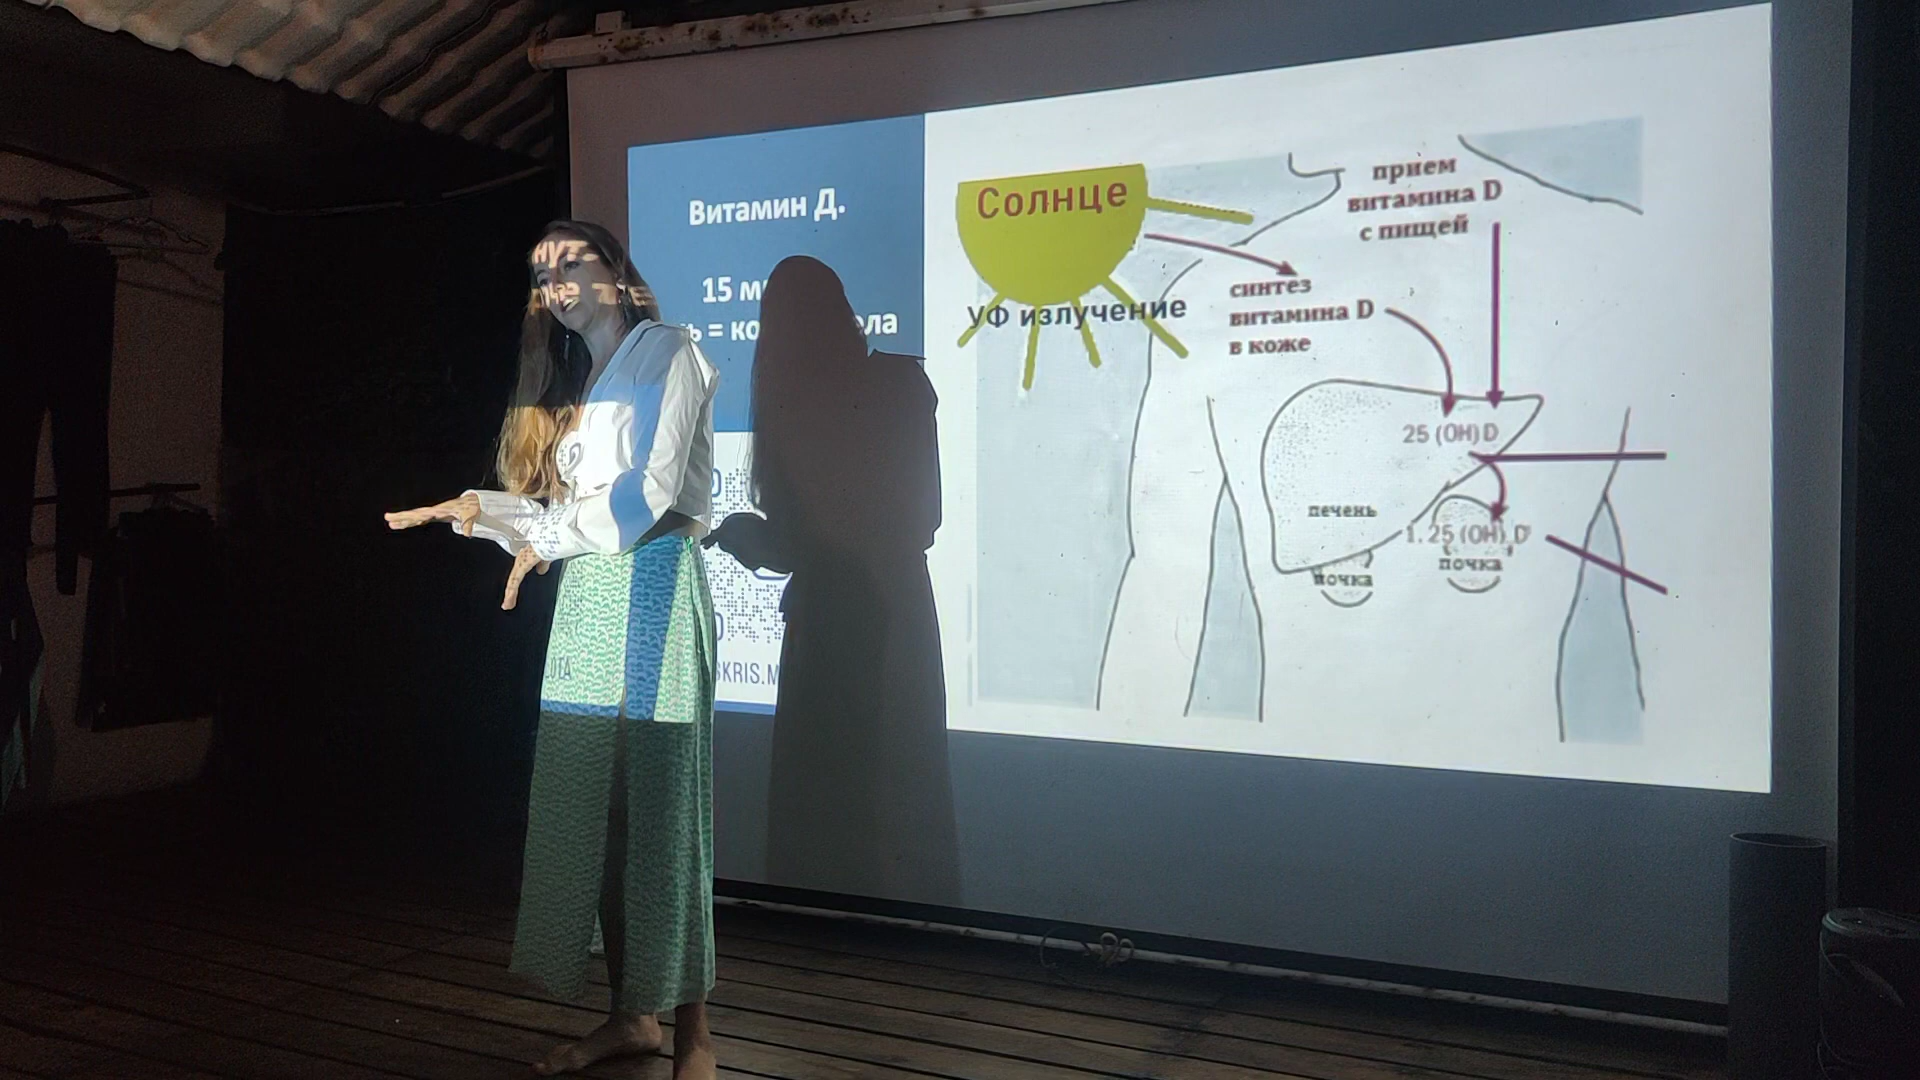 Витамин Д.
15
= ла
Солнце
УФ излучение
прием
витамина D
с пищей
синтез
витамина D
в коже
25 (OH) D
печень
1.25 (OH) D
почка
почка